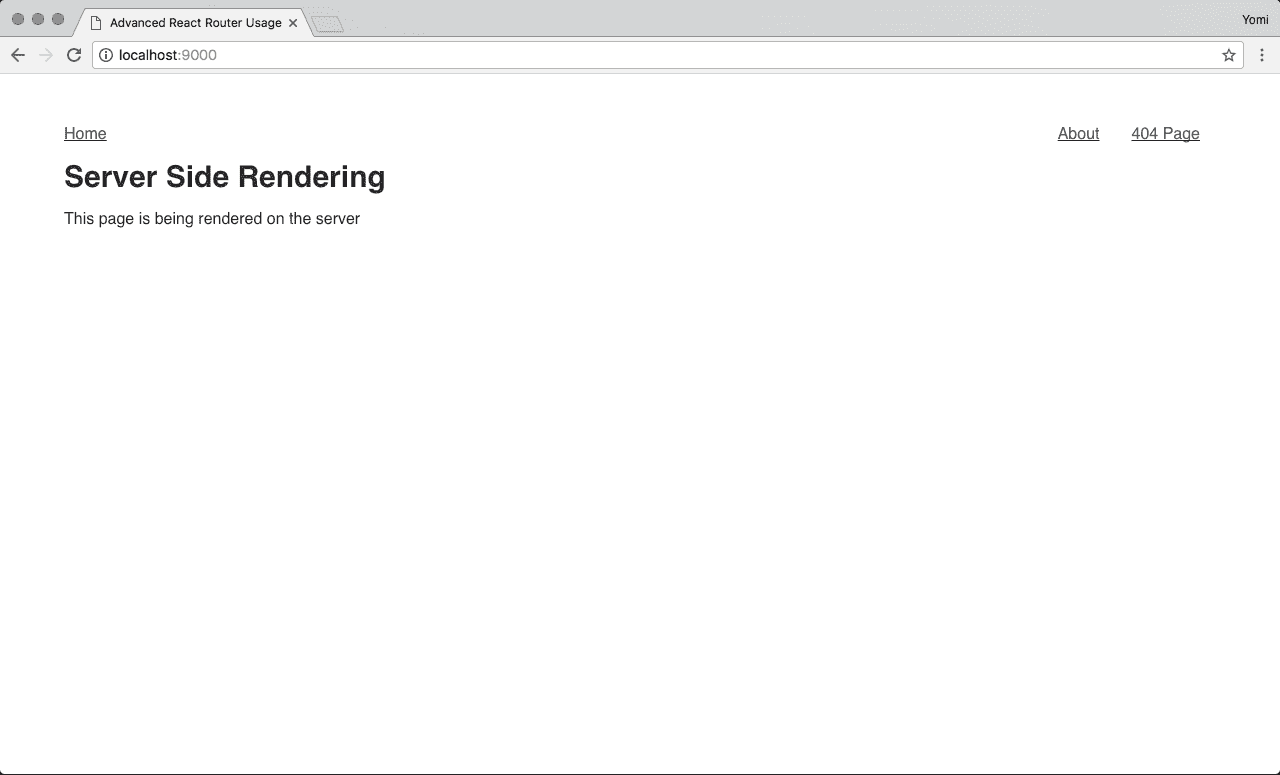 Advanced React Router Usage
Yomi
localhost:9000
Home About 404 Page
Server Side Rendering
This page is being rendered on the server